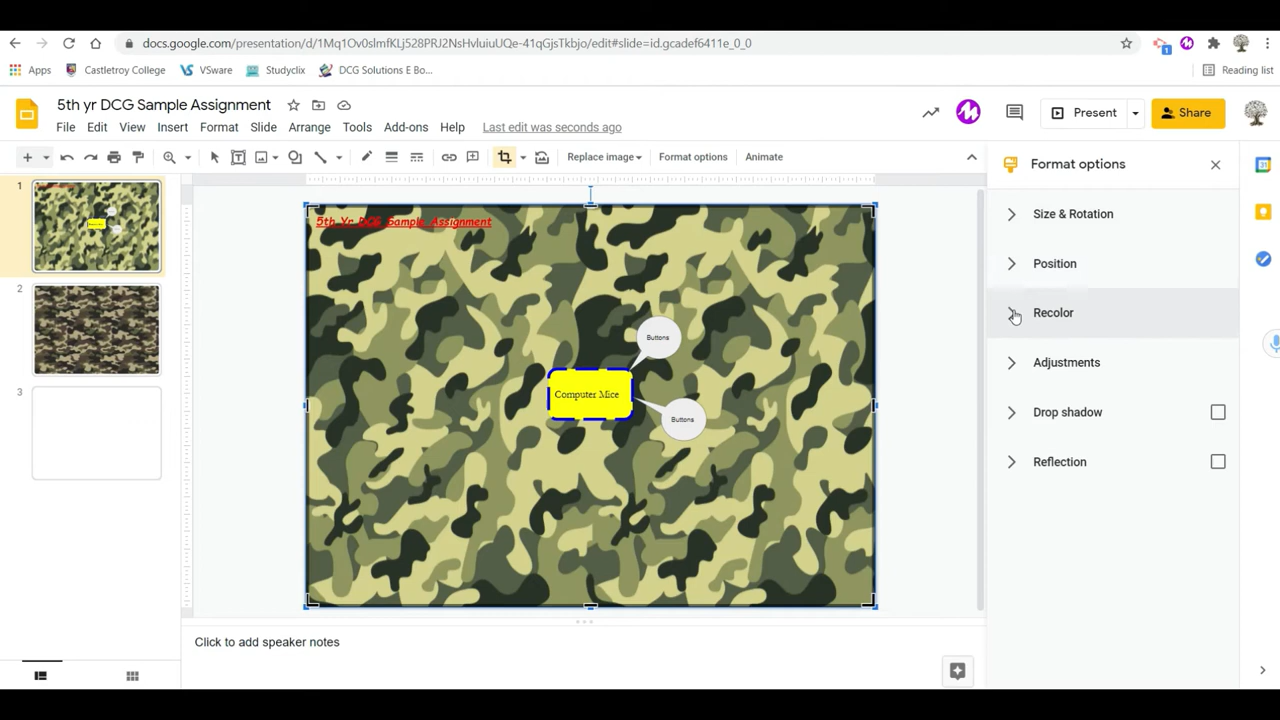 docs.google.com/presentation/d/1Mq1Ov0slmfKLj528PRJ2NsHvluiuUQe-41qGjsTkbjo/edit#slide=id.gcadef6411e_0_0
1
Apps
Castletroy College
VSware
Studyclix
DCG Solutions E Bo...
Reading list
5th yr DCG Sample Assignment
Present
Share
File Edit View Insert Format Slide Arrange Tools Add-ons Help Last edit was seconds ago
Replace image
Format options
Animate
Format options
1
2
3
5th Yr DCG Sample Assignment
Buttons
Computer Mice
Buttons
Size & Rotation
Position
Recolor
Adjustments
Drop shadow
Reflection
Click to add speaker notes